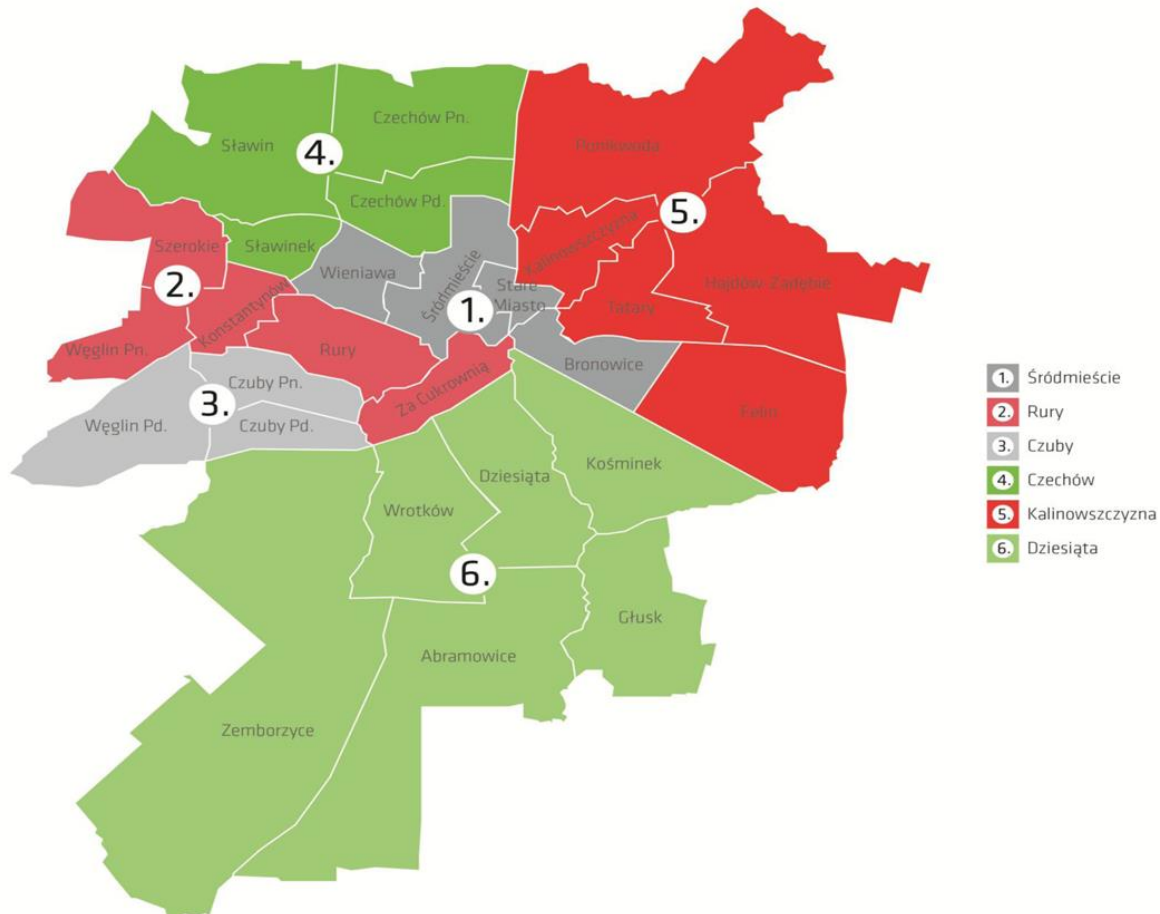 Czechów Pn.
Sławin
4.
Ponikwoda
Czechów Pd.
5.
Kalinowszczyzna
Szerokie
Sławinek
Wieniawa
Śródmieście
Stare
Miasto
Hajdów-Zadębie
2.
Konstantynów
1.
Tatary
Węglin Pn.
Rury
Bronowice
Za Cukrownią
Czuby Pn.
3.
Węglin Pd.
Czuby Pd.
Felin
Dziesiąta
Kośminek
Wrotków
6.
Głusk
Abramowice
Zemborzyce
1. Śródmieście
2. Rury
3. Czuby
4. Czechów
5. Kalinowszczyzna
6. Dziesiąta